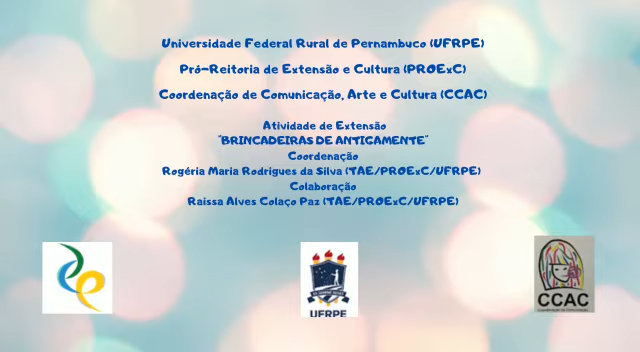 Universidade Federal Rural de Pernambuco (UFRPE)
Pró-Reitoria de Extensão e Cultura (PROExC)
Coordenação de Comunicação, Arte e Cultura (CCAC)
Atividade de Extensão
"BRINCADEIRAS DE ANTIGAMENTE"
Coordenação
Rogéria Maria Rodrigues da Silva (TAE/PROExC/UFRPE)
Colaboração
Raissa Alves Colaço Paz (TAE/PROExC/UFRPE)
UFRPE
CCAC